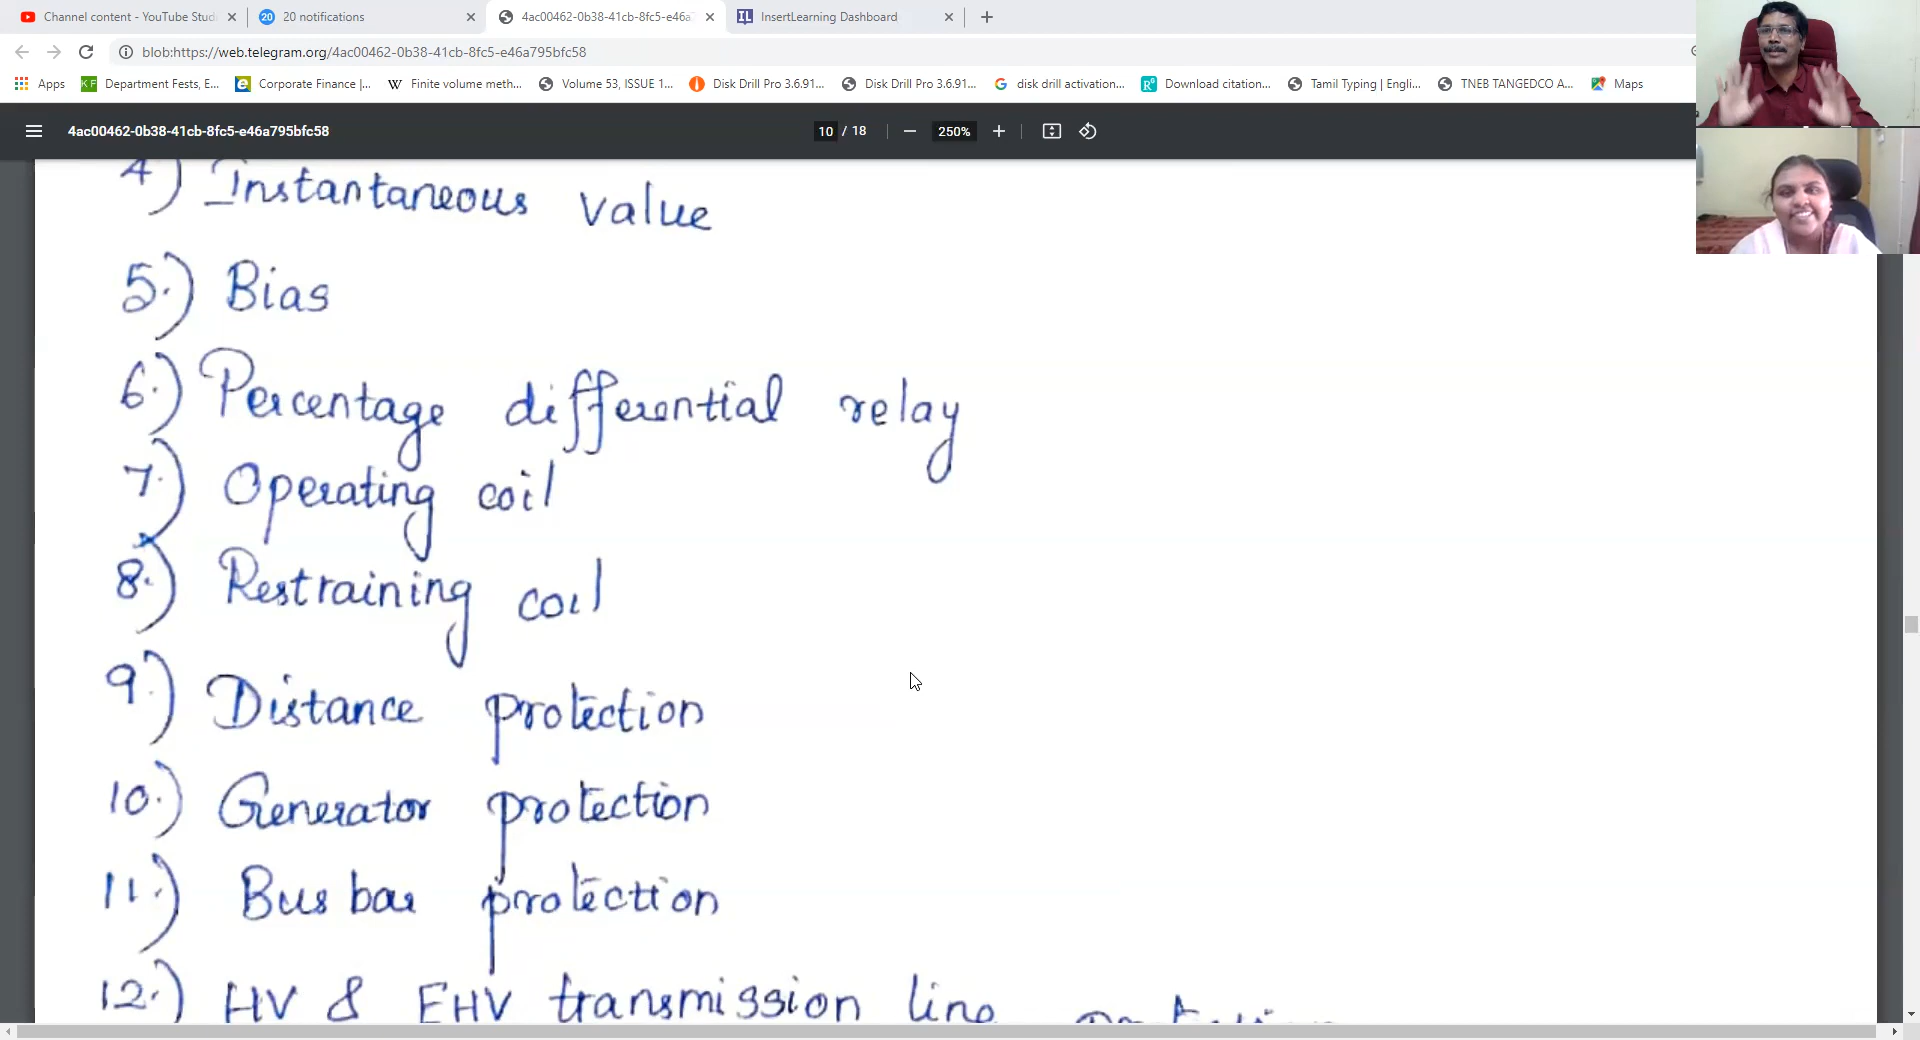 Channel content - YouTube Stud
20 20 notifications
4ac00462-0b38-41cb-8fc5-e46a7
IL InsertLearning Dashboard
blob:https://web.telegram.org/4ac00462-0b38-41cb-8fc5-e46a795bfc58
Apps
KF Department Fests, E...
Corporate Finance |...
W Finite volume meth...
Volume 53, ISSUE 1...
Disk Drill Pro 3.6.91...
Disk Drill Pro 3.6.91...
G disk drill activation...
Download citation...
Tamil Typing | Engli...
TNEB TANGEDCO A...
Maps
4ac00462-0b38-41cb-8fc5-e46a795bfc58
10 / 18
250%
4) Instantaneous value
5.) Bias
6.) Percentage differential relay
7.) Operating coil
8.) Restraining coil
9.) Distance protection
10.) Generator protection
11.) Bus bar protection
12.) HV & EHV transmission line